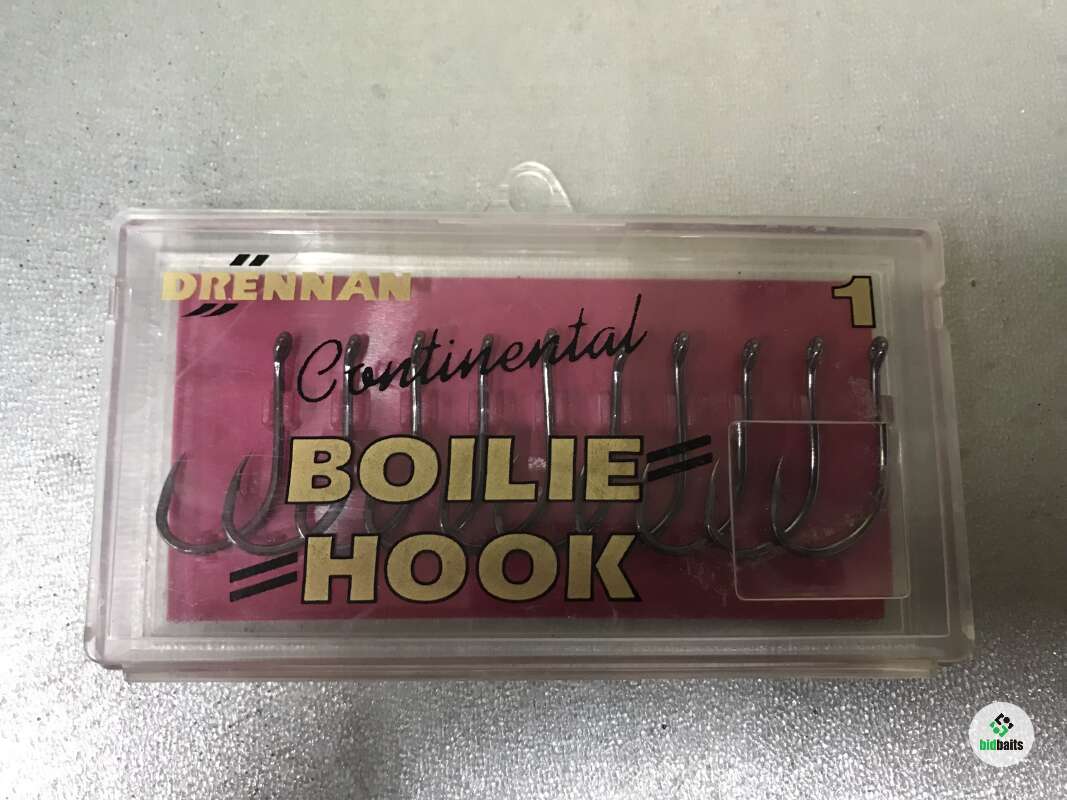 DRENNAN
1
Continental
BOILIE
HOOK
bidbaits